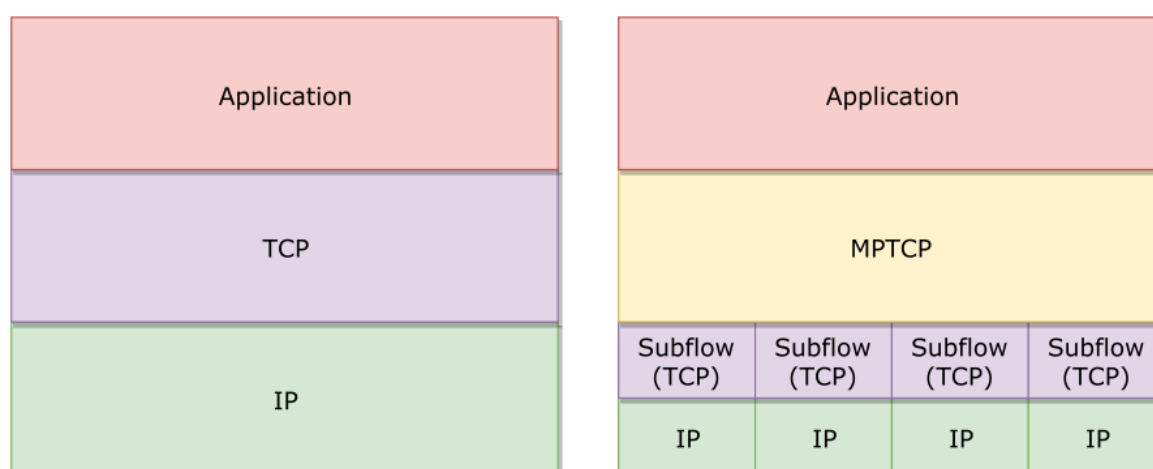 Application
TCP
IP
Application
MPTCP
Subflow
(TCP)
Subflow
(TCP)
Subflow
(TCP)
Subflow
(TCP)
IP
IP
IP
IP